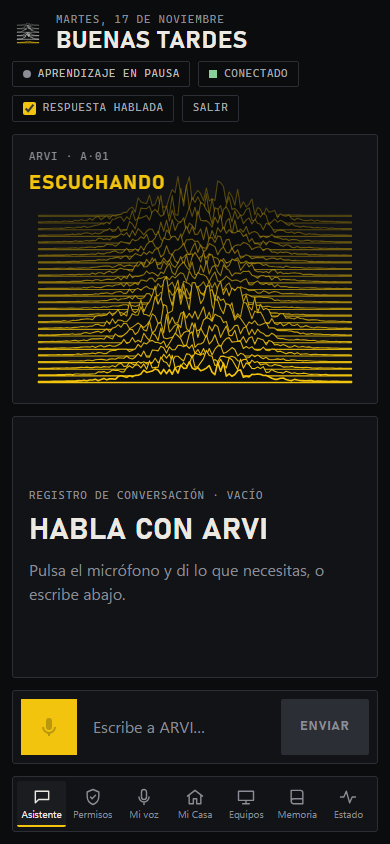 MARTES, 17 DE NOVIEMBRE
BUENAS TARDES
APRENDIZAJE EN PAUSA
CONECTADO
RESPUESTA HABLADA
SALIR
ARVI · A·01
ESCUCHANDO
REGISTRO DE CONVERSACIÓN · VACÍO
HABLA CON ARVI
Pulsa el micrófono y di lo que necesitas, o
escribe abajo.
Escribe a ARVI...
ENVIAR
Asistente
Permisos
Mi voz
Mi Casa
Equipos
Memoria
Estado